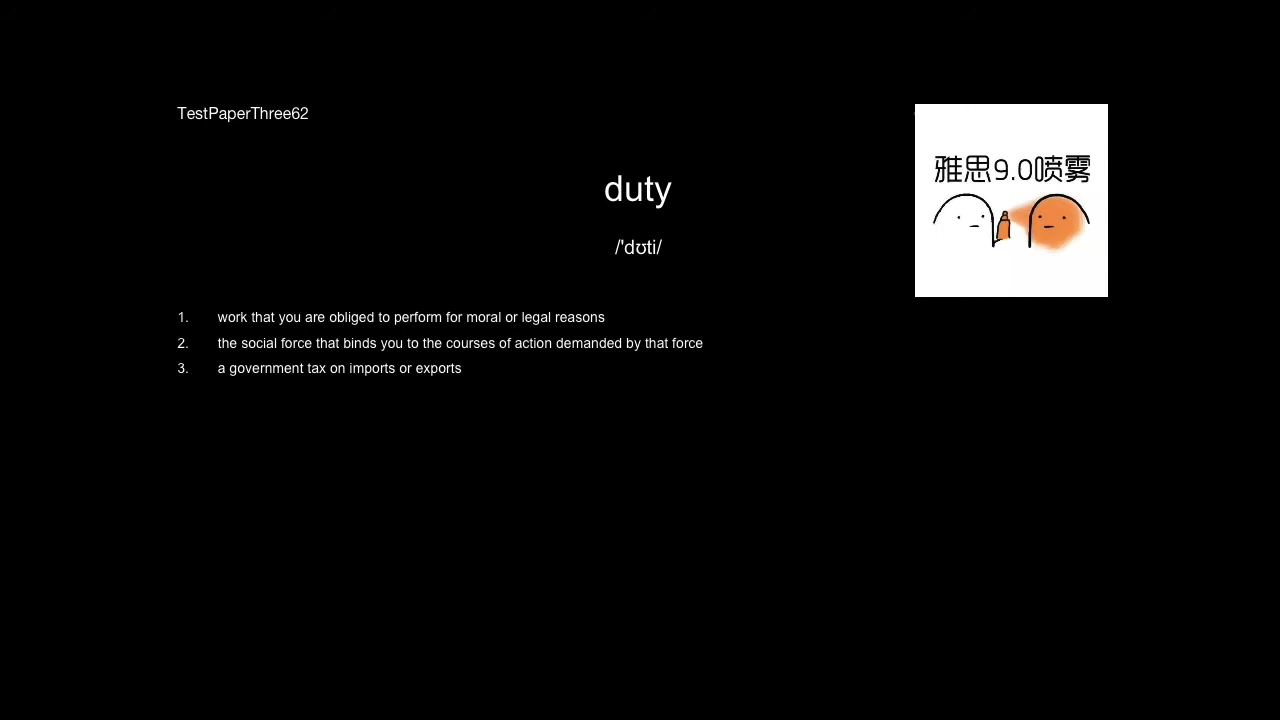 TestPaperThree62
雅思9.0喷雾
duty
/'dʊti/
1. work that you are obliged to perform for moral or legal reasons
2. the social force that binds you to the courses of action demanded by that force
3. a government tax on imports or exports